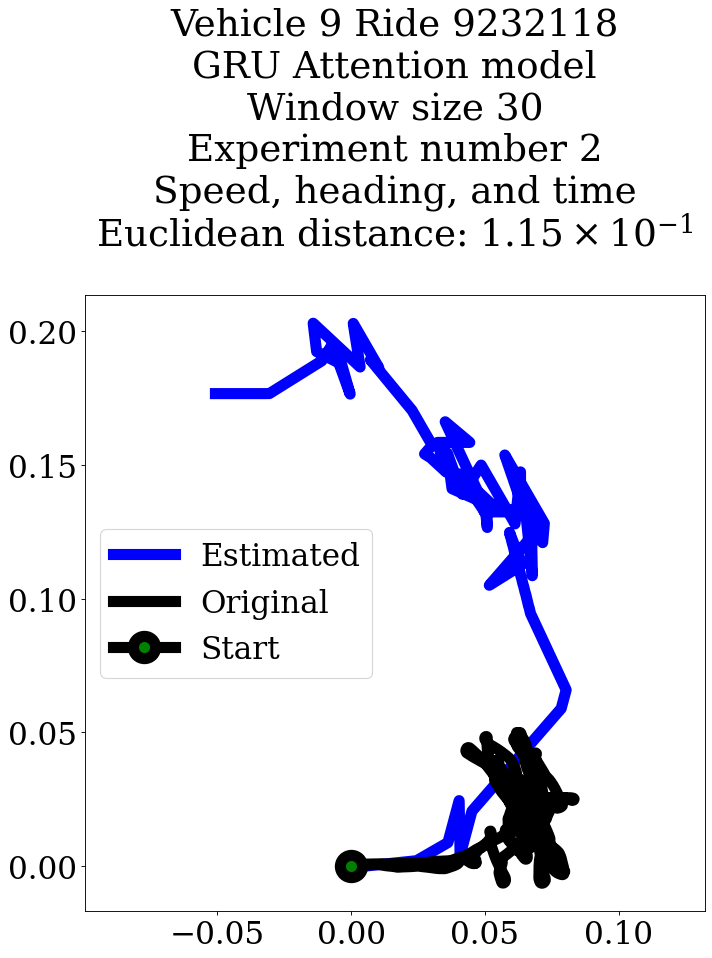 Vehicle 9 Ride 9232118
GRU Attention model
Window size 30
Experiment number 2
Speed, heading, and time
Euclidean distance: 1.15 × 10⁻¹
0.20
0.15
0.10
0.05
0.00
Estimated
Original
Start
−0.05 0.00 0.05 0.10